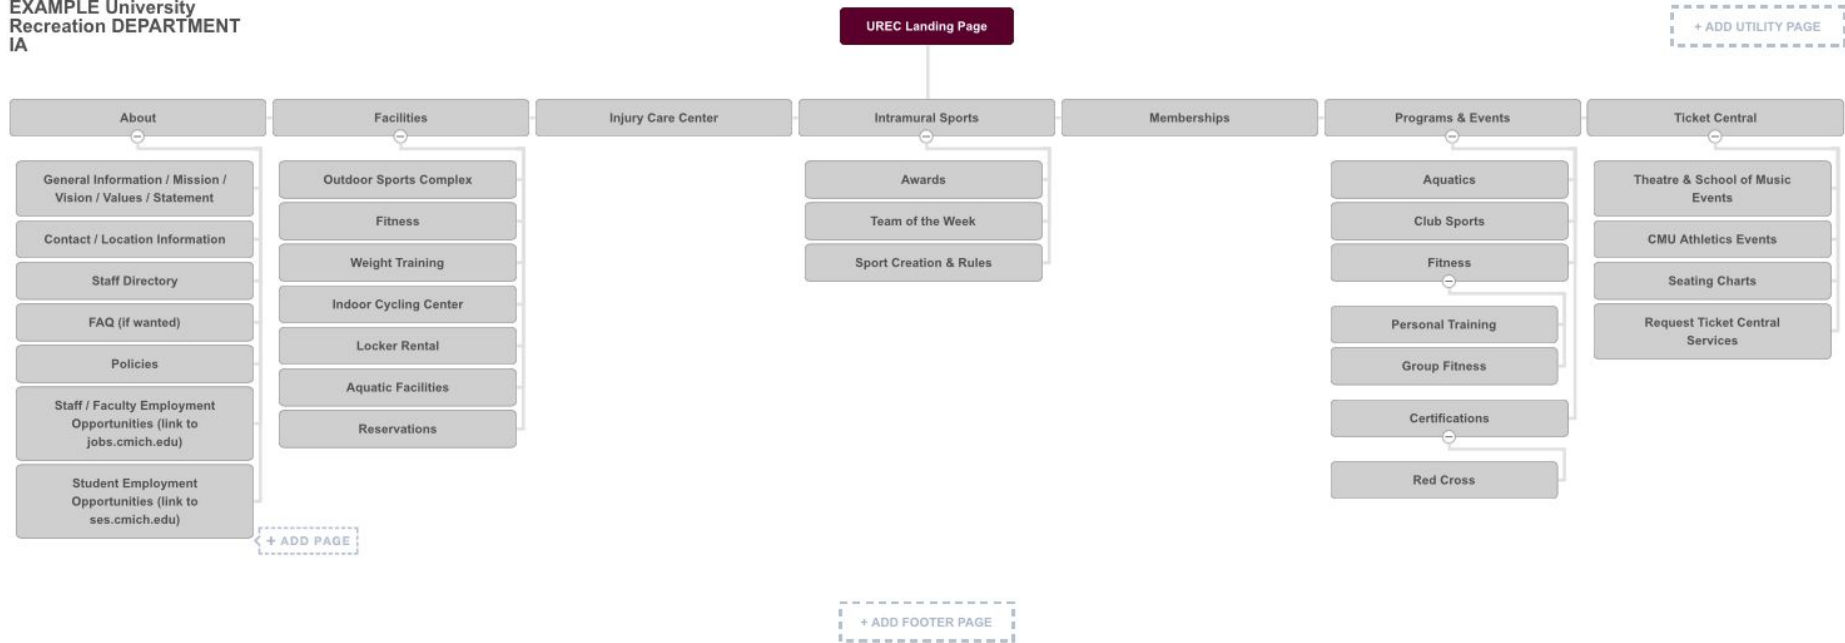 EXAMPLE University
Recreation DEPARTMENT
IA
UREC Landing Page
+ ADD UTILITY PAGE
About
Facilities
Injury Care Center
Intramural Sports
Memberships
Programs & Events
Ticket Central
General Information / Mission /
Vision / Values / Statement
Contact / Location Information
Staff Directory
FAQ (if wanted)
Policies
Staff / Faculty Employment
Opportunities (link to
jobs.cmich.edu)
Student Employment
Opportunities (link to
ses.cmich.edu)
+ ADD PAGE
Outdoor Sports Complex
Fitness
Weight Training
Indoor Cycling Center
Locker Rental
Aquatic Facilities
Reservations
Awards
Team of the Week
Sport Creation & Rules
Aquatics
Club Sports
Fitness
Personal Training
Group Fitness
Certifications
Red Cross
Theatre & School of Music
Events
CMU Athletics Events
Seating Charts
Request Ticket Central
Services
+ ADD FOOTER PAGE